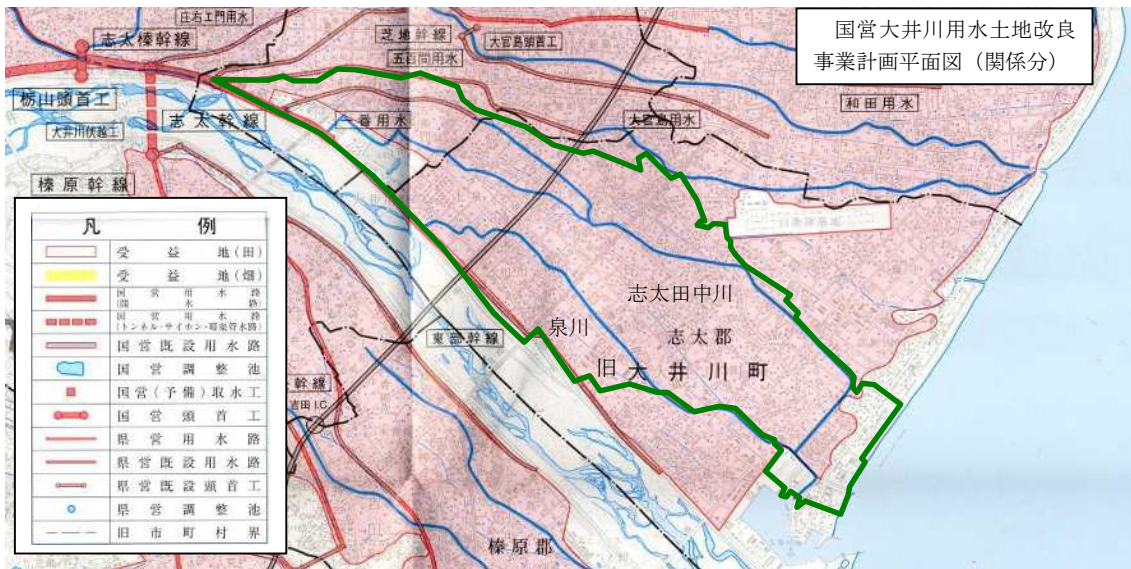 国営大井川用水土地改良
事業計画平面図（関係分）
庄右エ門用水
志太榛幹線
芝地幹線
大官島頭首工
五百間用水
栃山頭首工
大井川伏越工
志太幹線
一番用水
大官島用水
和田用水
榛原幹線
志太田中川
泉川
志太郡
旧大井川町
東部幹線
幹線
吉田I.C
榛原郡
凡例
受益地(田)
受益地(畑)
国営用水路
(開水路)
国営用水路
国営既設用水路
国営調整池
国営(予備)取水工
国営頭首工
県営用水路
県営既設用水路
県営既設頭首工
県営調整池
旧市町村界